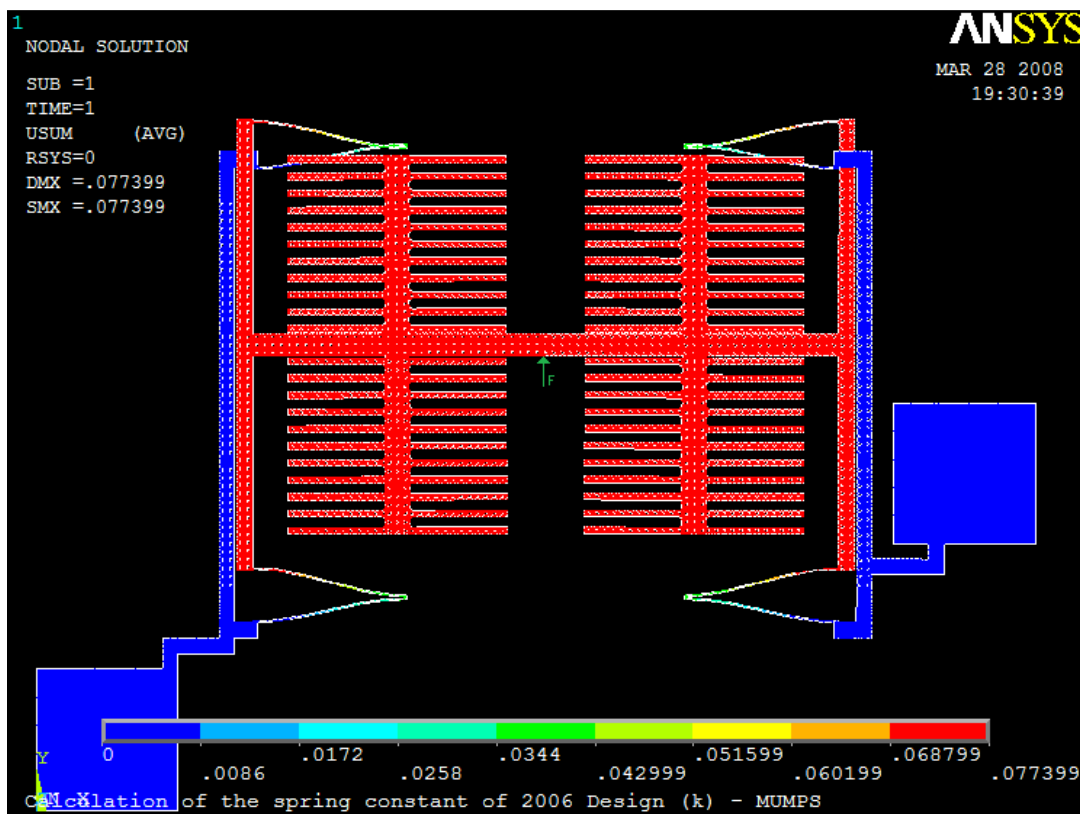 1
NODAL SOLUTION
SUB =1
TIME=1
USUM (AVG)
RSYS=0
DMX =.077399
SMX =.077399
ANSYS
MAR 28 2008
19:30:39
F
0
.0172
.0344
.051599
.068799
.0086
.0258
.042999
.060199
.077399
Y
X
Calculation of the spring constant of 2006 Design (k) - MUMPS